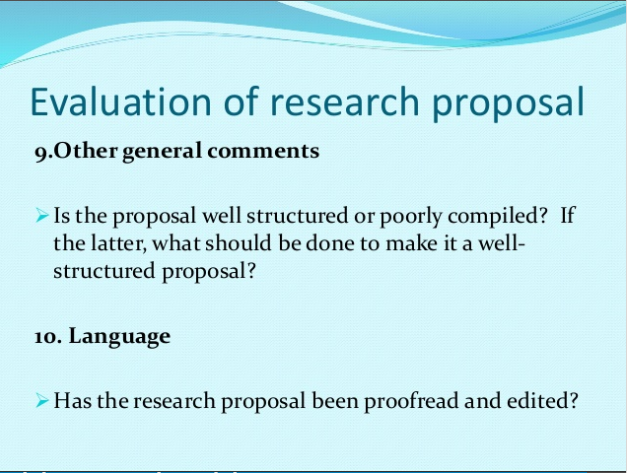 Evaluation of research proposal
9.Other general comments
Is the proposal well structured or poorly compiled?  If
the latter, what should be done to make it a well-
structured proposal?
10. Language
Has the research proposal been proofread and edited?